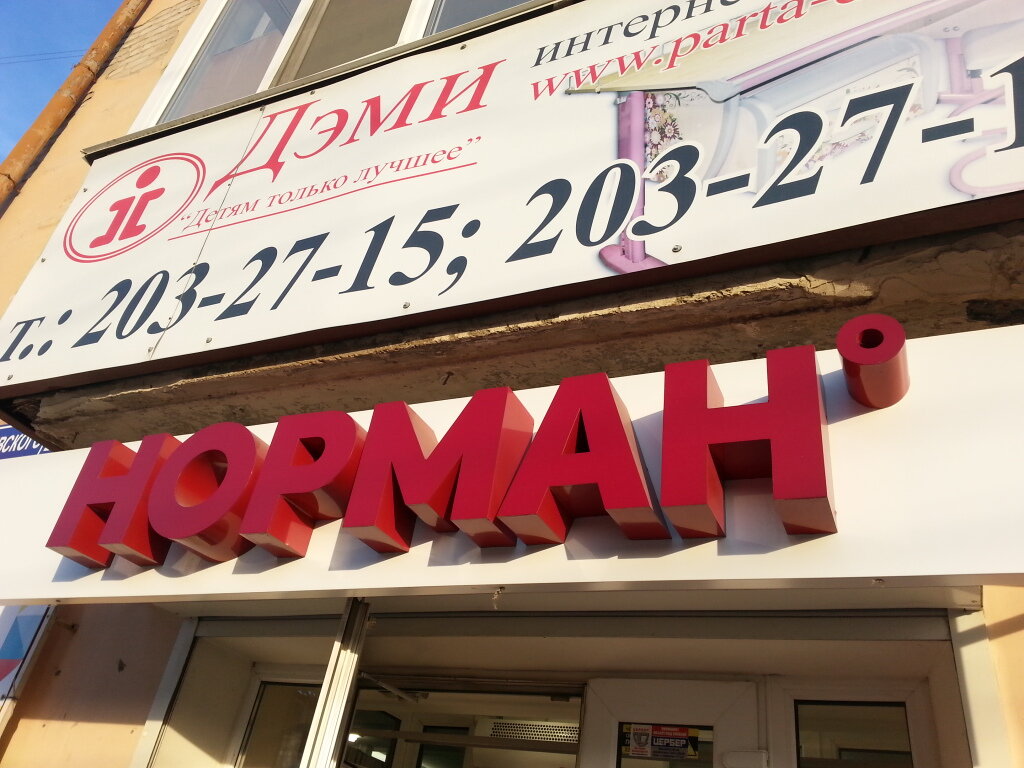 Дэми
"Детям только лучшее"
интерне
www.parta-
т.: 203-27-15; 203-27-1
НОРМАН
ЦЕРБЕР